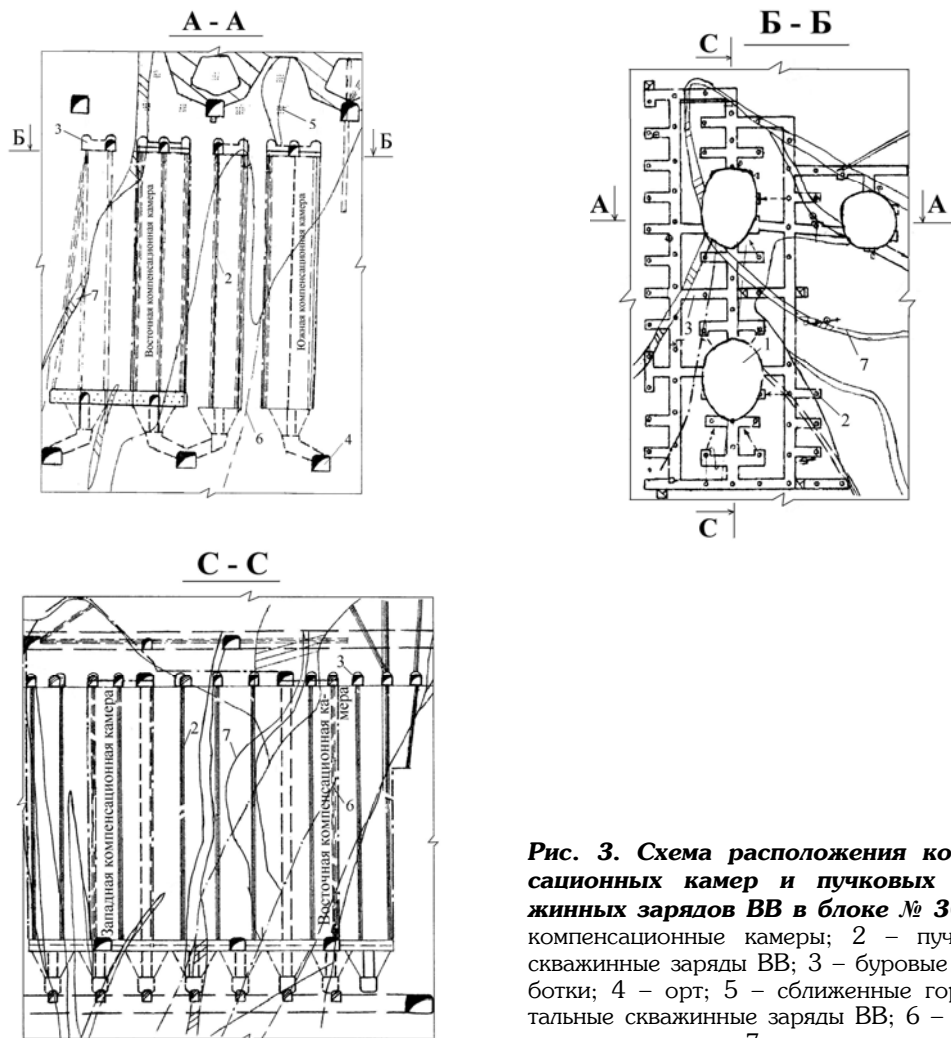 А - А
Б
Б
3
5
Восточная компенсационная камера
Южная компенсационная камера
2
7
6
4
Б - Б
С
А
А
3
1
7
2
С
С - С
3
Западная компенсационная камера
2
7
Восточная компенсационная ка-
мера
6
Рис. 3. Схема расположения ко
сационных камер и пучковых
жинных зарядов ВВ в блоке № 3
компенсационные камеры; 2 – пуч
скважинные заряды ВВ; 3 – буровые
ботки; 4 – орт; 5 – сближенные гор
тальные скважинные заряды ВВ; 6 –